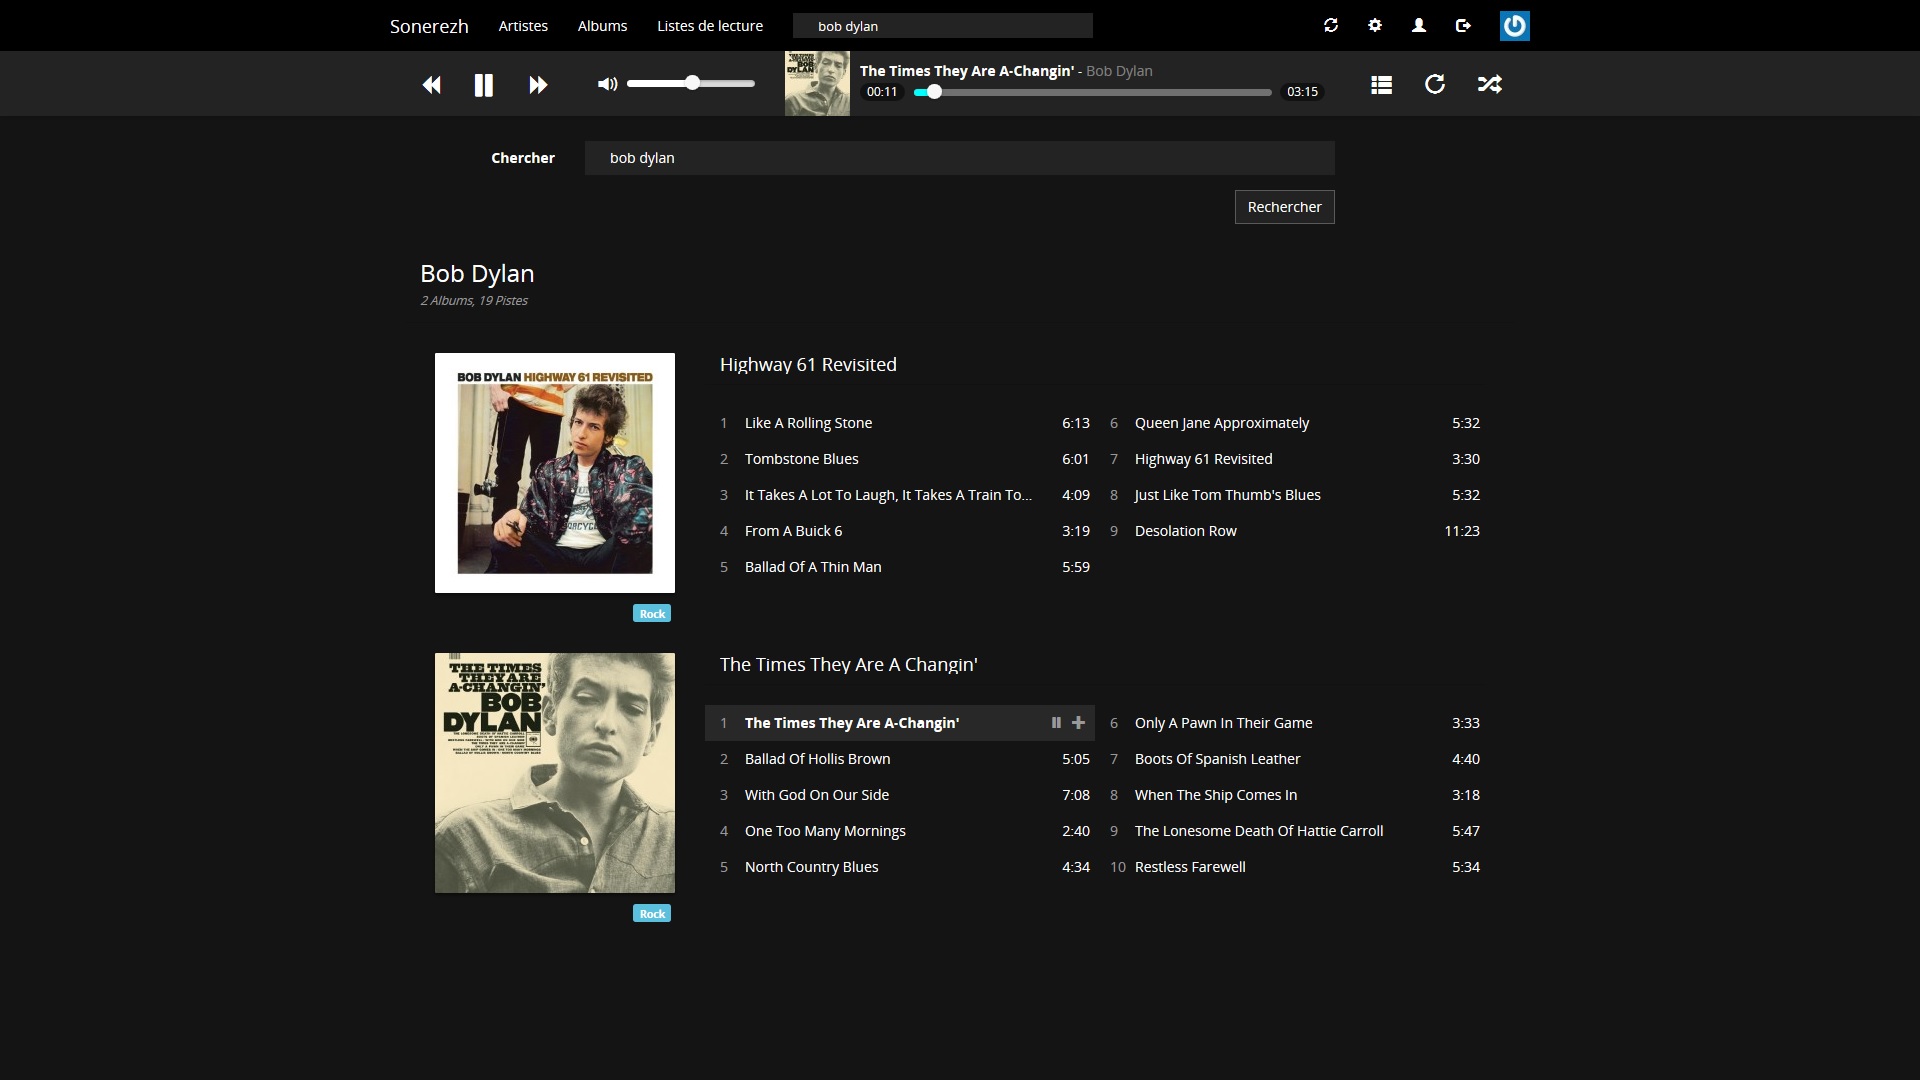 Sonerezh Artistes Albums Listes de lecture bob dylan
The Times They Are A-Changin' - Bob Dylan
00:11 03:15
Chercher bob dylan
Rechercher
Bob Dylan
2 Albums, 19 Pistes
BOB DYLAN HIGHWAY 61 REVISITED
Highway 61 Revisited
1 Like A Rolling Stone 6:13
2 Tombstone Blues 6:01
3 It Takes A Lot To Laugh, It Takes A Train To... 4:09
4 From A Buick 6 3:19
5 Ballad Of A Thin Man 5:59
6 Queen Jane Approximately 5:32
7 Highway 61 Revisited 3:30
8 Just Like Tom Thumb's Blues 5:32
9 Desolation Row 11:23
Rock
THE TIMES
THEY ARE
A-CHANGIN'
BOB
DYLAN
The Times They Are A Changin'
1 The Times They Are A-Changin'
2 Ballad Of Hollis Brown 5:05
3 With God On Our Side 7:08
4 One Too Many Mornings 2:40
5 North Country Blues 4:34
6 Only A Pawn In Their Game 3:33
7 Boots Of Spanish Leather 4:40
8 When The Ship Comes In 3:18
9 The Lonesome Death Of Hattie Carroll 5:47
10 Restless Farewell 5:34
Rock